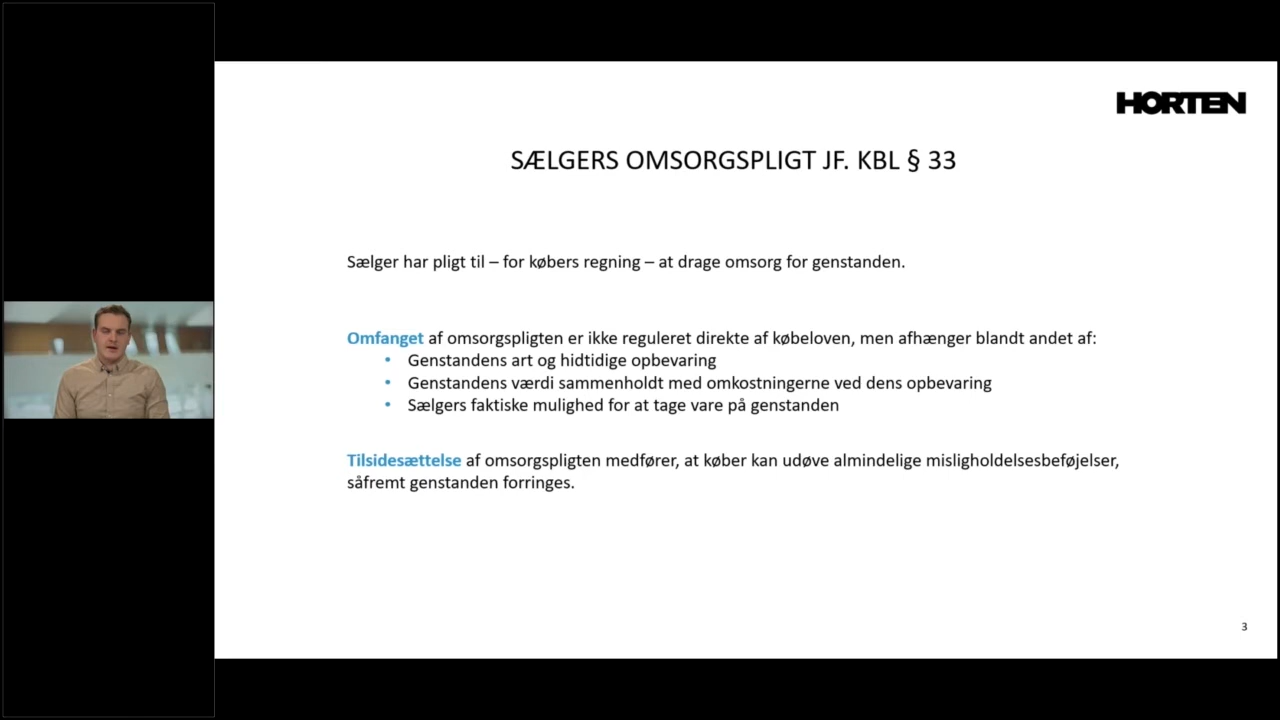 HORTEN
SÆLGERS OMSORGSPLIGT JF. KBL § 33
Sælger har pligt til – for købers regning – at drage omsorg for genstanden.
Omfanget af omsorgspligten er ikke reguleret direkte af købeloven, men afhænger blandt andet af:
• Genstandens art og hidtidige opbevaring
• Genstandens værdi sammenholdt med omkostningerne ved dens opbevaring
• Sælgers faktiske mulighed for at tage vare på genstanden
Tilsidesættelse af omsorgspligten medfører, at køber kan udøve almindelige misligholdelsesbeføjelser,
såfremt genstanden forringes.
3